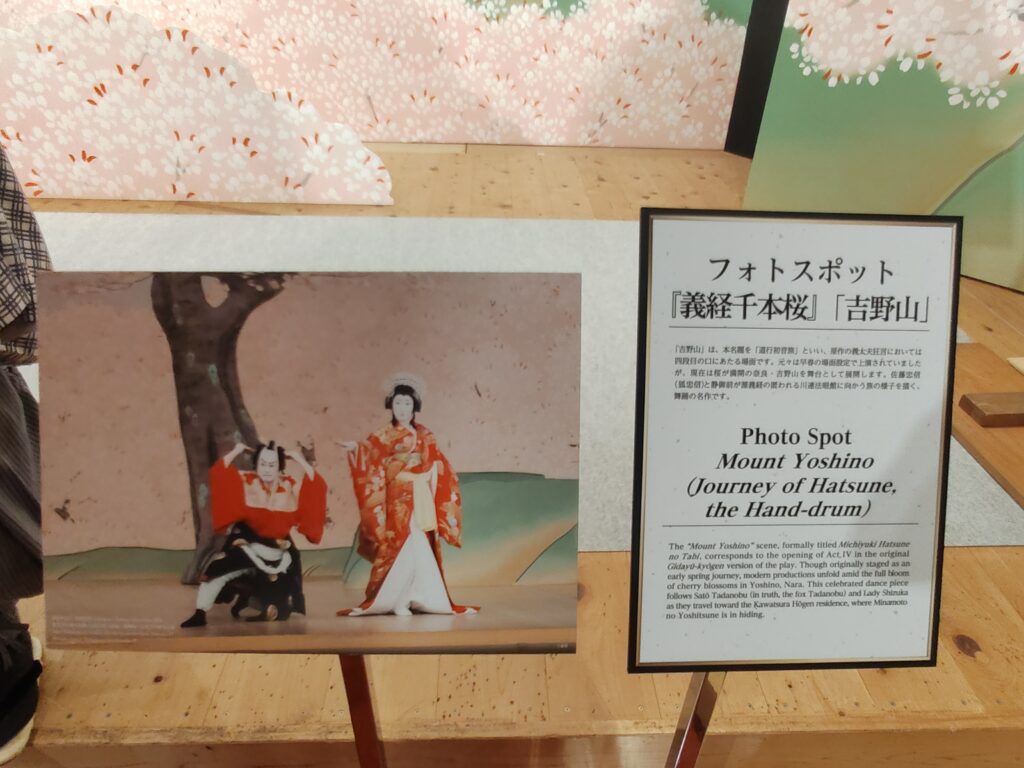 フォトスポット
『義経千本桜』「吉野山」
「吉野山」は、本名題を「道行初音旅」といい、原作の義太夫狂言においては
四段目の口にあたる場面です。元々は早春の場面設定で上演されていました
が、現在は桜が満開の奈良・吉野山を舞台として展開します。佐藤忠信
(狐忠信)と静御前が源義経の匿われる川連法眼館に向かう旅の様子を描く、
舞踊の名作です。
Photo Spot
Mount Yoshino
(Journey of Hatsune,
the Hand-drum)
The "Mount Yoshino" scene, formally titled Michiyuki Hatsune
no Tabi, corresponds to the opening of Act IV in the original
Gidayū-kyōgen version of the play. Though originally staged as an
early spring journey, modern productions unfold amid the full bloom
of cherry blossoms in Yoshino, Nara. This celebrated dance piece
follows Satō Tadanobu (in truth, the fox Tadanobu) and Lady Shizuka
as they travel toward the Kawatsura Hōgen residence, where Minamoto
no Yoshitsune is in hiding.